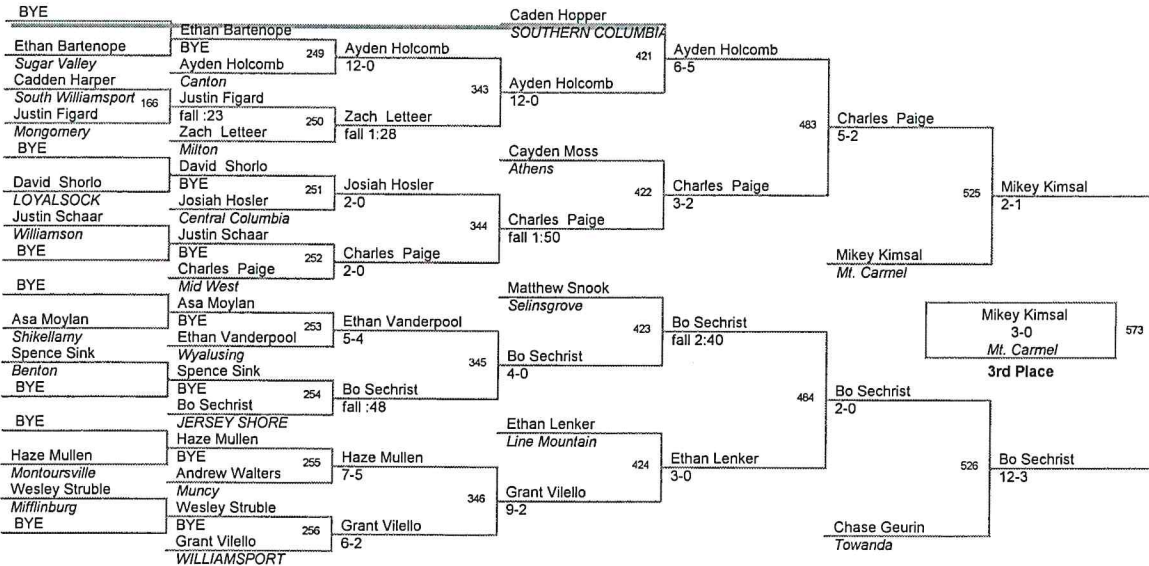 BYE
Ethan Bartenope
Sugar Valley
Cadden Harper
South Williamsport 166
Justin Figard
Mongomery
BYE
David Shorlo
LOYALSOCK
Justin Schaar
Williamson
BYE
BYE
Asa Moylan
Shikellamy
Spence Sink
Benton
BYE
BYE
Haze Mullen
Montoursville
Wesley Struble
Mifflinburg
BYE
Ethan Bartenope
BYE 249
Ayden Holcomb
Canton
Justin Figard
fall :23 250
Zach Letteer
Milton
David Shorlo
BYE 251
Josiah Hosler
Central Columbia
Justin Schaar
BYE 252
Charles Paige
Mid West
Asa Moylan
BYE 253
Ethan Vanderpool
Wyalusing
Spence Sink
BYE 254
Bo Sechrist
JERSEY SHORE
Haze Mullen
BYE 255
Andrew Walters
Muncy
Wesley Struble
BYE 256
Grant Vilello
WILLIAMSPORT
Ayden Holcomb
12-0
343
Zach Letteer
fall 1:28
Josiah Hosler
2-0
344
Charles Paige
2-0
Ethan Vanderpool
5-4
345
Bo Sechrist
fall :48
Haze Mullen
7-5
346
Grant Vilello
6-2
Caden Hopper
SOUTHERN COLUMBIA
421
Ayden Holcomb
12-0
Cayden Moss
Athens
422
Charles Paige
fall 1:50
Matthew Snook
Selinsgrove
423
Bo Sechrist
4-0
Ethan Lenker
Line Mountain
424
Grant Vilello
9-2
Ayden Holcomb
6-5
483
Charles Paige
3-2
Bo Sechrist
fall 2:40
464
Ethan Lenker
3-0
Charles Paige
5-2
525
Mikey Kimsal
Mt. Carmel
Bo Sechrist
2-0
526
Chase Geurin
Towanda
Mikey Kimsal
2-1
Mikey Kimsal
3-0 573
Mt. Carmel
3rd Place
Bo Sechrist
12-3